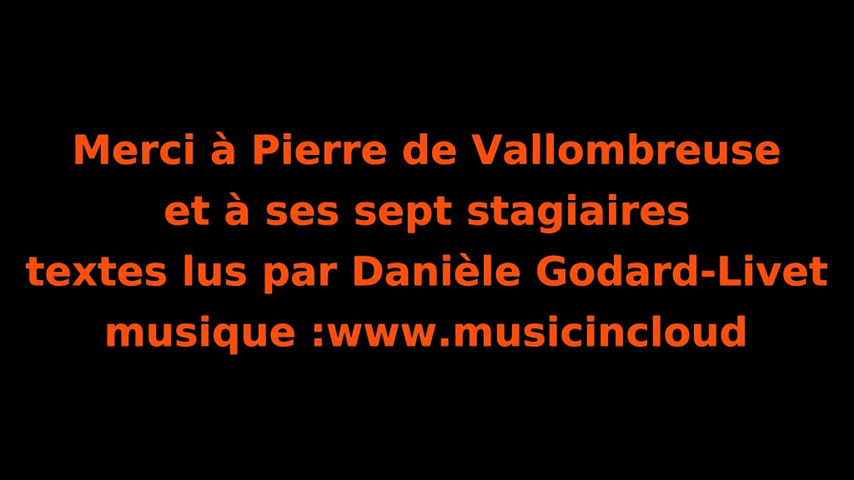 Merci à Pierre de Vallombreuse
et à ses sept stagiaires
textes lus par Danièle Godard-Livet
musique :www.musicincloud